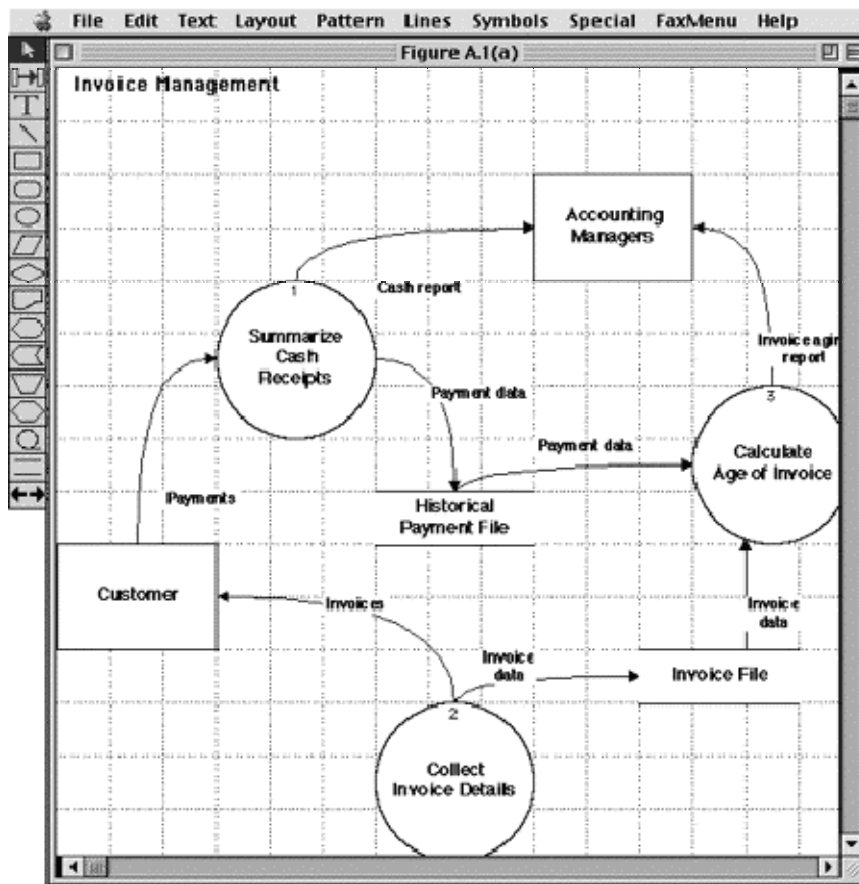 File Edit Text Layout Pattern Lines Symbols Special FaxMenu Help
Figure A.1(a)
Invoice Management
T
Accounting
Managers
1
Cash report
Summarize
Cash
Receipts
Invoice agin
report
Payment data
3
Payment data
Calculate
Age of Invoice
Payments
Historical
Payment File
Customer
Invoices
Invoice
data
Invoice
data
Invoice File
2
Collect
Invoice Details